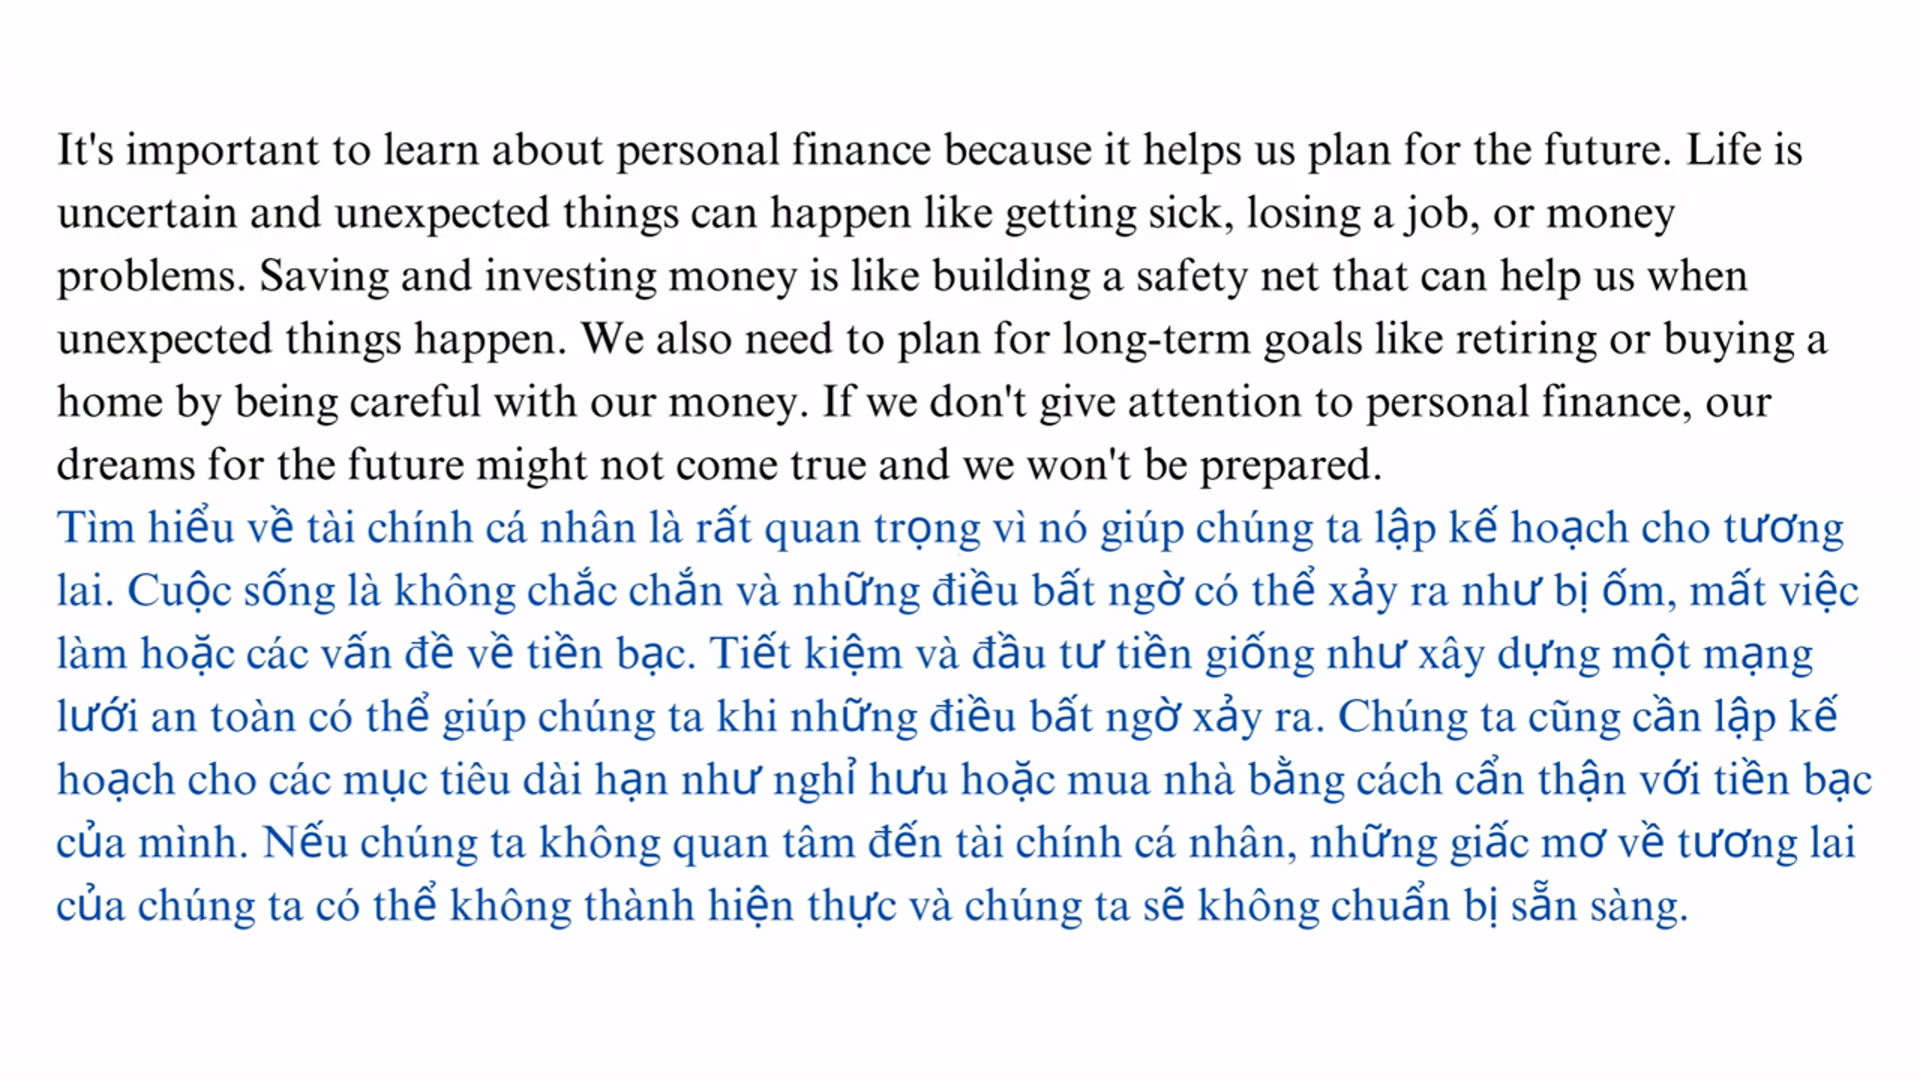 It's important to learn about personal finance because it helps us plan for the future. Life is
uncertain and unexpected things can happen like getting sick, losing a job, or money
problems. Saving and investing money is like building a safety net that can help us when
unexpected things happen. We also need to plan for long-term goals like retiring or buying a
home by being careful with our money. If we don't give attention to personal finance, our
dreams for the future might not come true and we won't be prepared.
Tìm hiểu về tài chính cá nhân là rất quan trọng vì nó giúp chúng ta lập kế hoạch cho tương
lai. Cuộc sống là không chắc chắn và những điều bất ngờ có thể xảy ra như bị ốm, mất việc
làm hoặc các vấn đề về tiền bạc. Tiết kiệm và đầu tư tiền giống như xây dựng một mạng
lưới an toàn có thể giúp chúng ta khi những điều bất ngờ xảy ra. Chúng ta cũng cần lập kế
hoạch cho các mục tiêu dài hạn như nghỉ hưu hoặc mua nhà bằng cách cẩn thận với tiền bạc
của mình. Nếu chúng ta không quan tâm đến tài chính cá nhân, những giấc mơ về tương lai
của chúng ta có thể không thành hiện thực và chúng ta sẽ không chuẩn bị sẵn sàng.